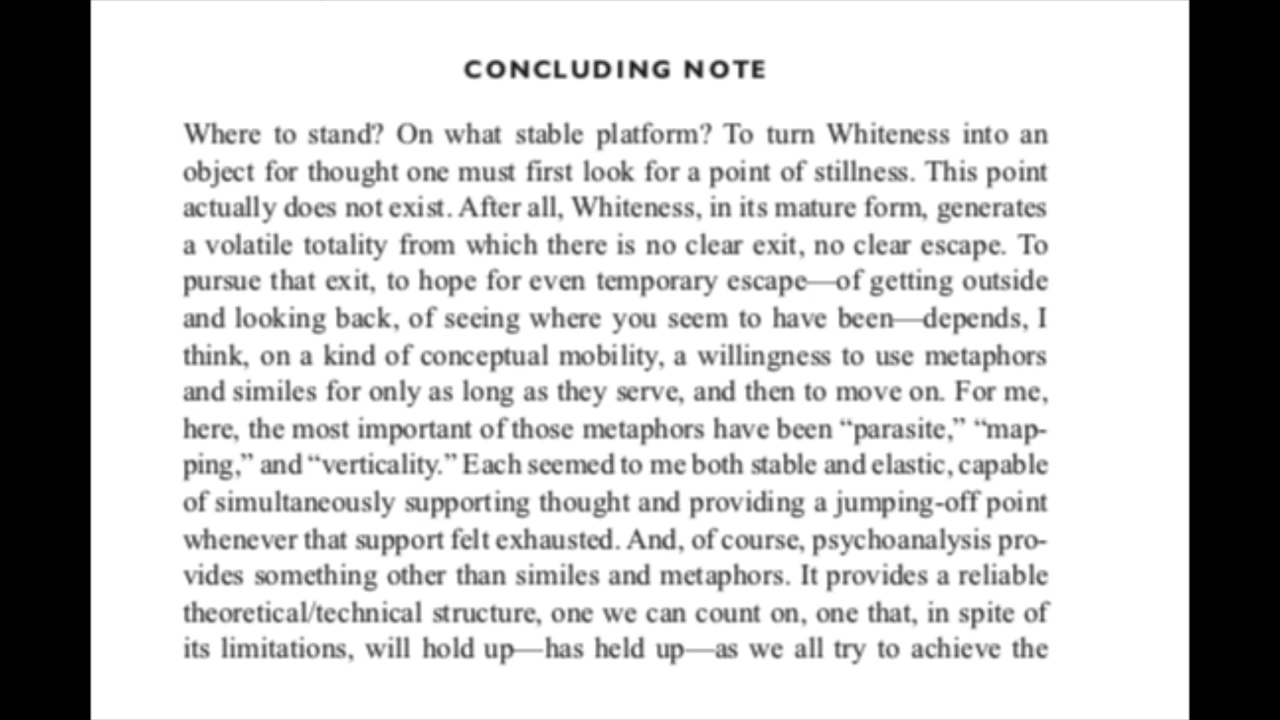 CONCLUDING NOTE
Where to stand? On what stable platform? To turn Whiteness into an
object for thought one must first look for a point of stillness. This point
actually does not exist. After all, Whiteness, in its mature form, generates
a volatile totality from which there is no clear exit, no clear escape. To
pursue that exit, to hope for even temporary escape—of getting outside
and looking back, of seeing where you seem to have been—depends, I
think, on a kind of conceptual mobility, a willingness to use metaphors
and similes for only as long as they serve, and then to move on. For me,
here, the most important of those metaphors have been “parasite,” “map-
ping,” and “verticality.” Each seemed to me both stable and elastic, capable
of simultaneously supporting thought and providing a jumping-off point
whenever that support felt exhausted. And, of course, psychoanalysis pro-
vides something other than similes and metaphors. It provides a reliable
theoretical/technical structure, one we can count on, one that, in spite of
its limitations, will hold up—has held up—as we all try to achieve the